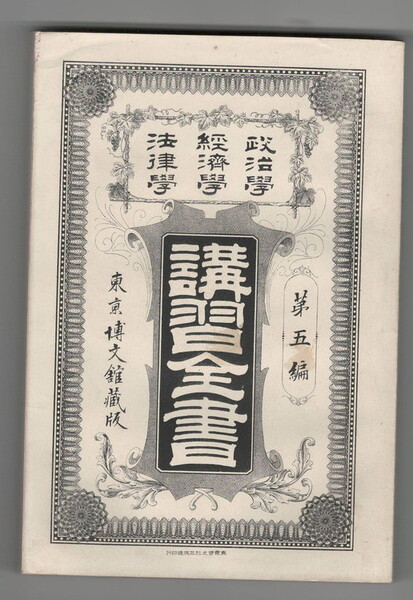 政治學
經濟學
法律學
第五編
講習全書
東京博文館藏版